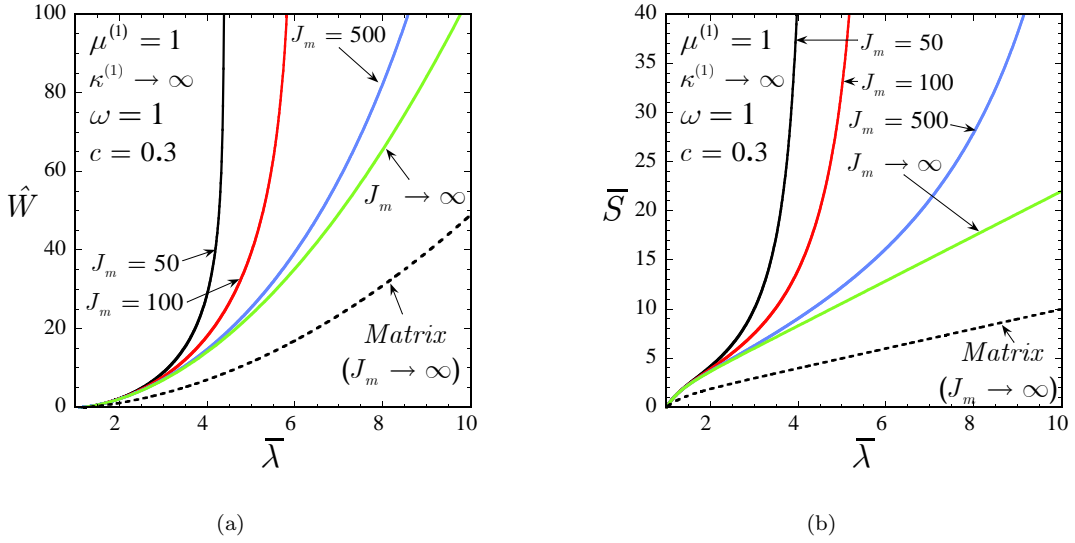 100
80
60
40
20
0
Ŵ
μ⁽¹⁾ = 1
κ⁽¹⁾ → ∞
ω = 1
c = 0.3
J_m = 500
J_m → ∞
J_m = 50
J_m = 100
Matrix
(J_m → ∞)
2 4 6 8 10
λ̅
(a)
40
35
30
25
20
15
10
5
0
S̅
μ⁽¹⁾ = 1
κ⁽¹⁾ → ∞
ω = 1
c = 0.3
J_m = 50
J_m = 100
J_m = 500
J_m → ∞
Matrix
(J_m → ∞)
2 4 6 8 10
λ̅
(b)